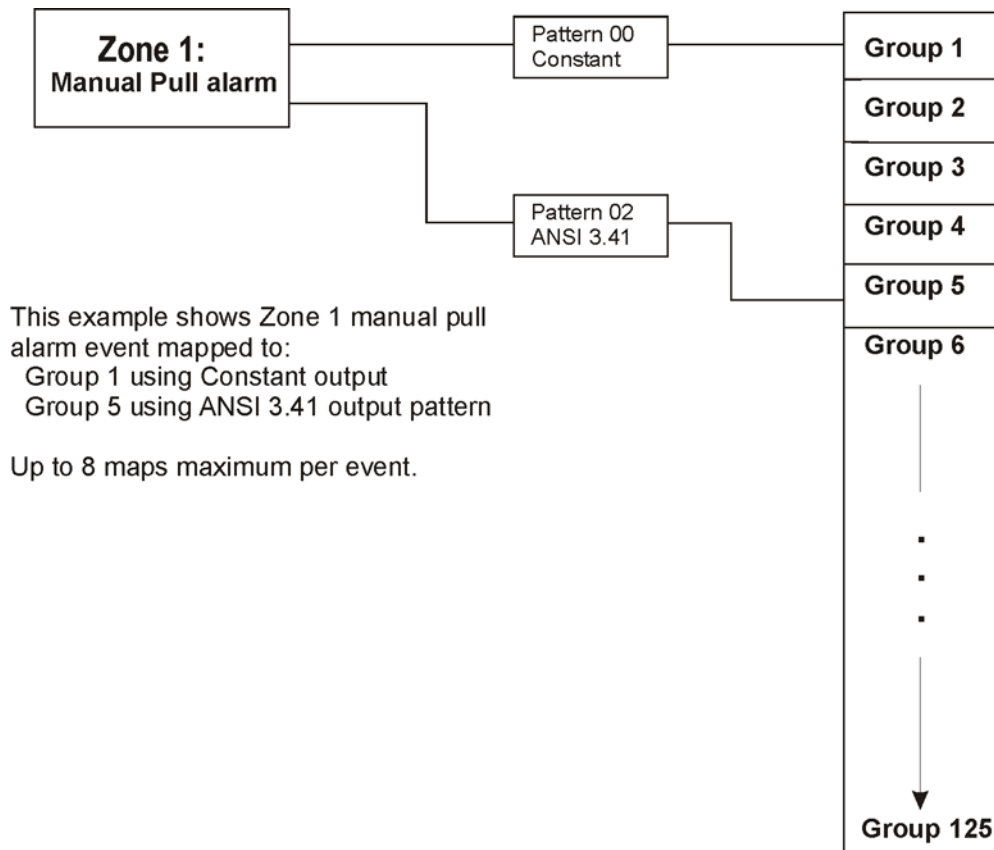 Zone 1:
Manual Pull alarm
Pattern 00
Constant
Pattern 02
ANSI 3.41
This example shows Zone 1 manual pull
alarm event mapped to:
Group 1 using Constant output
Group 5 using ANSI 3.41 output pattern
Up to 8 maps maximum per event.
Group 1
Group 2
Group 3
Group 4
Group 5
Group 6
Group 125